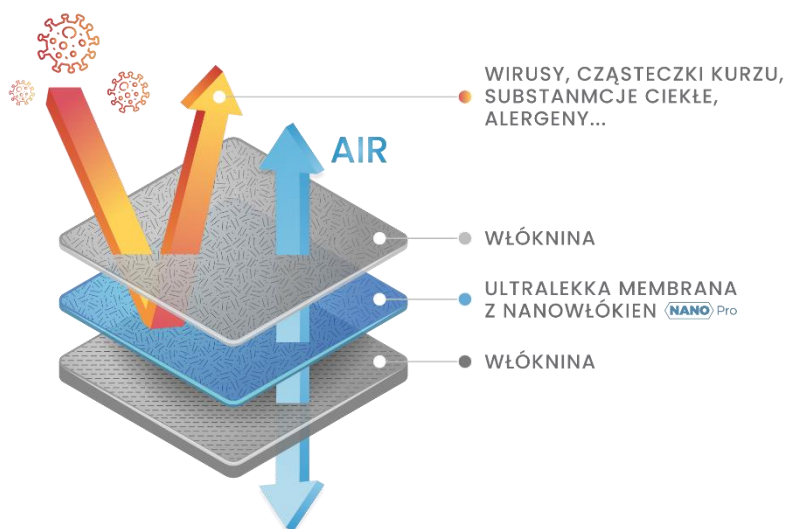 WIRUSY, CZĄSTECZKI KURZU,
SUBSTANMCJE CIEKŁE,
ALERGENY...
AIR
WŁÓKNINA
ULTRALEKKA MEMBRANA
Z NANOWŁÓKIEN NANO Pro
WŁÓKNINA